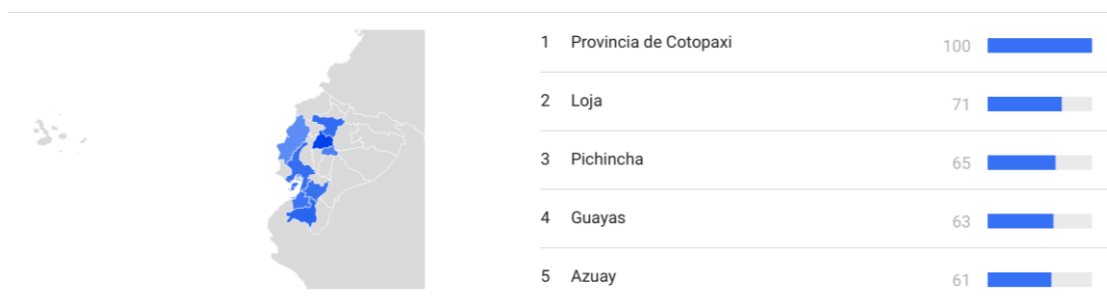 1 Provincia de Cotopaxi 100
2 Loja 71
3 Pichincha 65
4 Guayas 63
5 Azuay 61